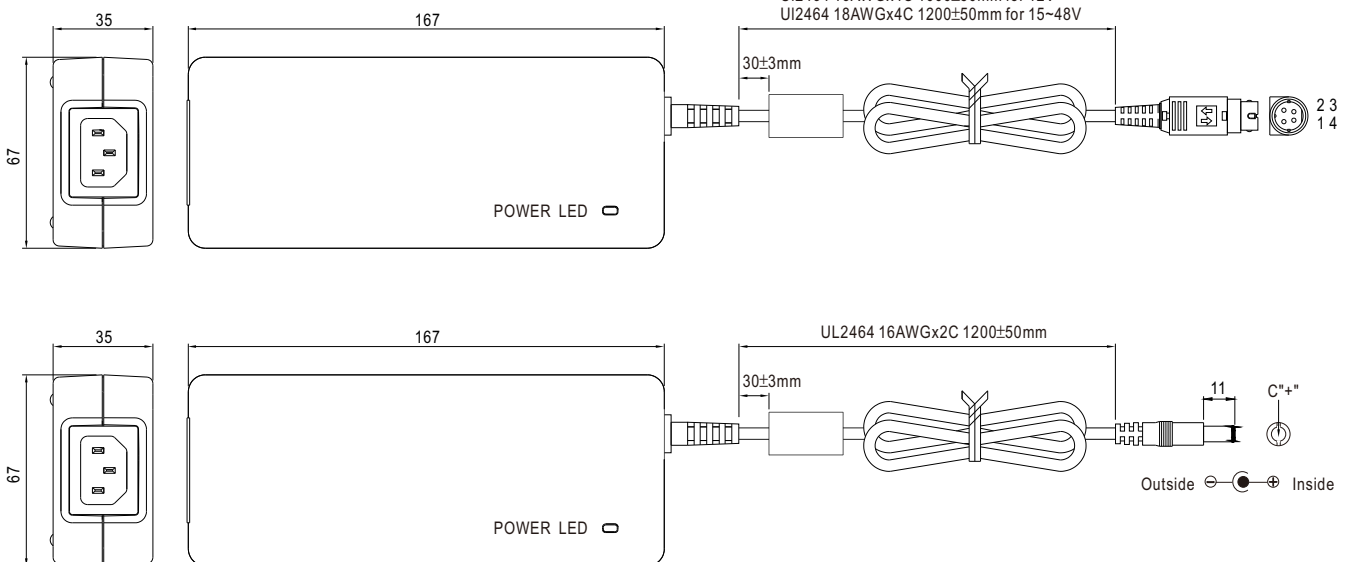 UI2464 18AWGx4C 1200±50mm for 15~48V
35
167
30±3mm
67
2 3
1 4
POWER LED
UL2464 16AWGx2C 1200±50mm
35
167
30±3mm
11
C"+"
67
Outside
Inside
POWER LED